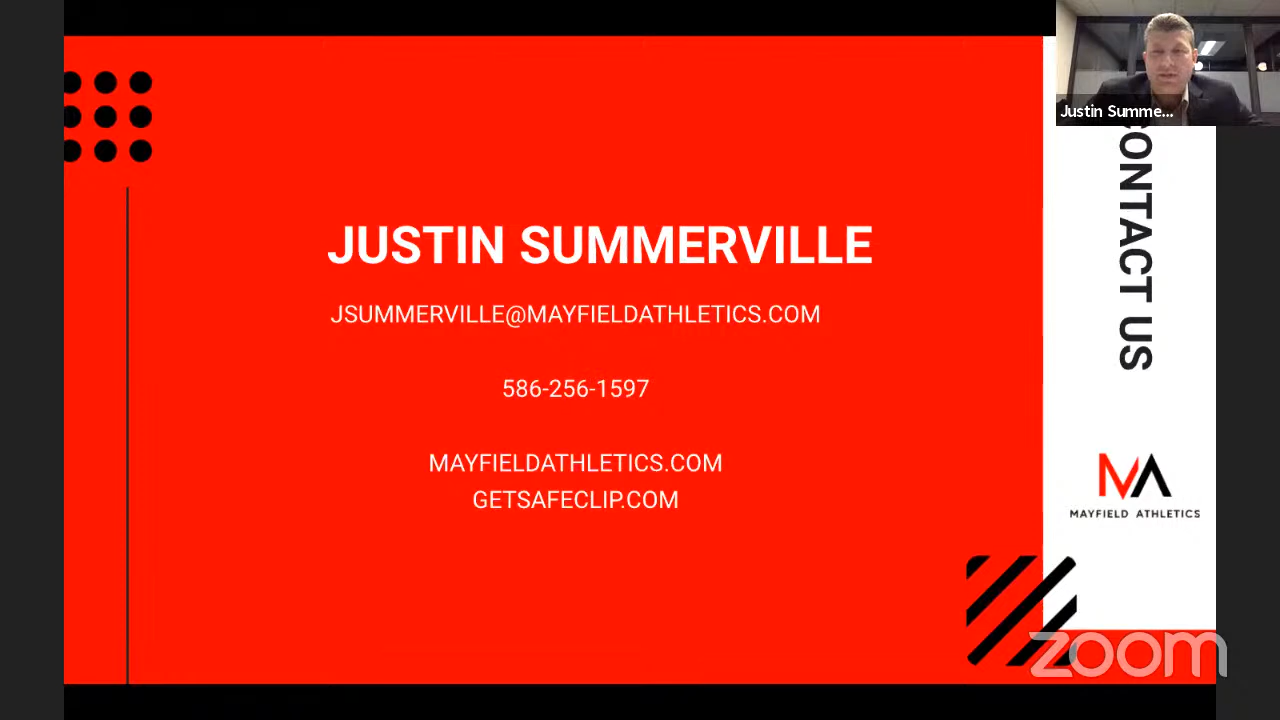 Justin Summe...
JUSTIN SUMMERVILLE
JSUMMERVILLE@MAYFIELDATHLETICS.COM
586-256-1597
MAYFIELDATHLETICS.COM
GETSAFECLIP.COM
CONTACT US
MA
MAYFIELD ATHLETICS
zoom